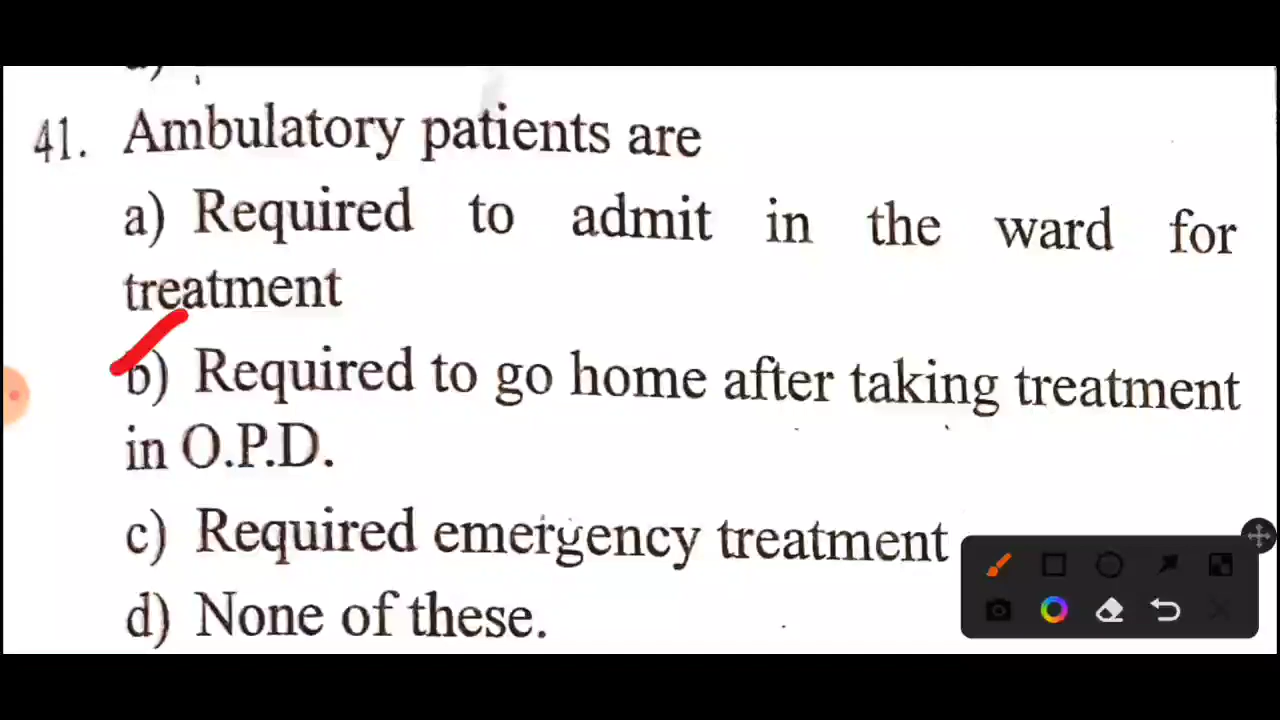 41. Ambulatory patients are
a) Required to admit in the ward for
treatment
b) Required to go home after taking treatment
in O.P.D.
c) Required emergency treatment
d) None of these.